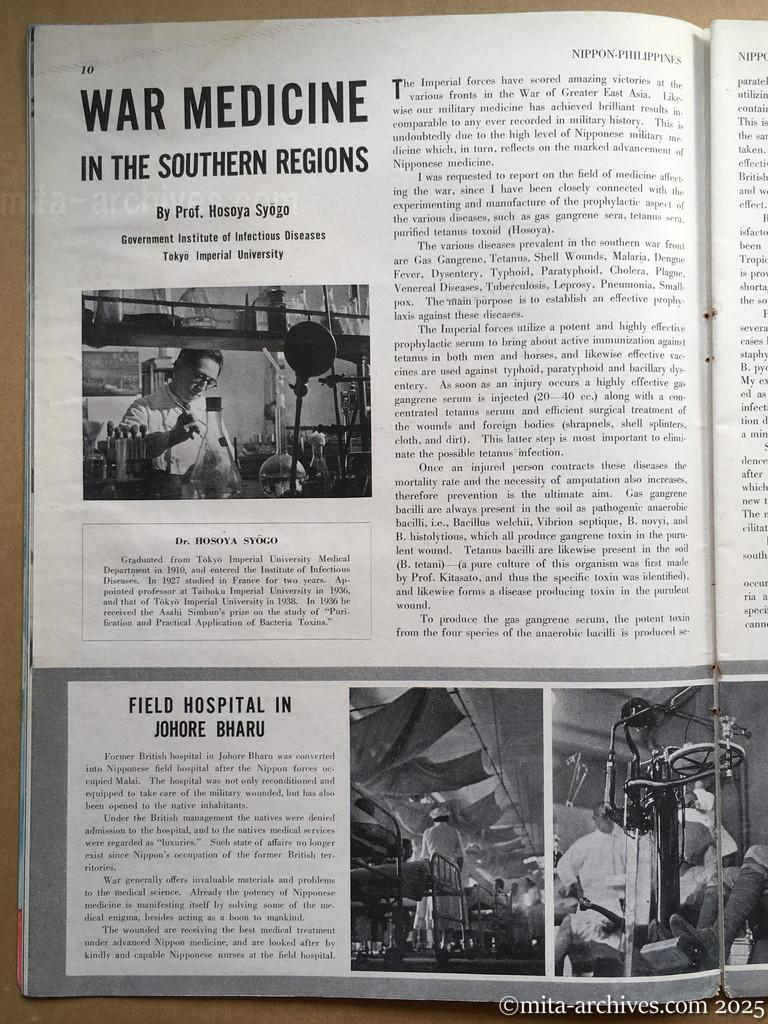 10
NIPPON-PHILIPPINES
WAR MEDICINE
IN THE SOUTHERN REGIONS
By Prof. Hosoya Syōgo
Government Institute of Infectious Diseases
Tōkyō Imperial University
Dr. HOSOYA SYŌGO
Graduated from Tōkyō Imperial University Medical
Department in 1910, and entered the Institute of Infectious
Diseases. In 1927 studied in France for two years. Ap-
pointed professor at Taihoku Imperial University in 1936,
and that of Tōkyō Imperial University in 1938. In 1936 he
received the Asahi Simbun's prize on the study of "Puri-
fication and Practical Application of Bacteria Toxins."
The Imperial forces have scored amazing victories at the
various fronts in the War of Greater East Asia. Like-
wise our military medicine has achieved brilliant results in-
comparable to any ever recorded in military history. This is
undoubtedly due to the high level of Nipponese military me-
dicine which, in turn, reflects on the marked advancement of
Nipponese medicine.
I was requested to report on the field of medicine affect-
ing the war, since I have been closely connected with the
experimenting and manufacture of the prophylactic aspect of
the various diseases, such as gas gangrene sera, tetanus sera,
purified tetanus toxoid (Hosoya).
The various diseases prevalent in the southern war front
are Gas Gangrene, Tetanus, Shell Wounds, Malaria, Dengue
Fever, Dysentery, Typhoid, Paratyphoid, Cholera, Plague,
Venereal Diseases, Tuberculosis, Leprosy, Pneumonia, Small-
pox. The main purpose is to establish an effective prophy-
laxis against these diseases.
The Imperial forces utilize a potent and highly effective
prophylactic serum to bring about active immunization against
tetanus in both men and horses, and likewise effective vac-
cines are used against typhoid, paratyphoid and bacillary dys-
entery. As soon as an injury occurs a highly effective gas
gangrene serum is injected (20—40 cc.) along with a con-
centrated tetanus serum and efficient surgical treatment of
the wounds and foreign bodies (shrapnels, shell splinters,
cloth, and dirt). This latter step is most important to elimi-
nate the possible tetanus infection.
Once an injured person contracts these diseases the
mortality rate and the necessity of amputation also increases,
therefore prevention is the ultimate aim. Gas gangrene
bacilli are always present in the soil as pathogenic anaerobic
bacilli, i.e., Bacillus welchii, Vibrion septique, B. novyi, and
B. histolytious, which all produce gangrene toxin in the puru-
lent wound. Tetanus bacilli are likewise present in the soil
(B. tetani)—(a pure culture of this organism was first made
by Prof. Kitasato, and thus the specific toxin was identified),
and likewise forms a disease producing toxin in the purulent
wound.
To produce the gas gangrene serum, the potent toxin
from the four species of the anaerobic bacilli is produced se-
FIELD HOSPITAL IN
JOHORE BHARU
Former British hospital in Johore Bharu was converted
into Nipponese field hospital after the Nippon forces oc-
cupied Malai. The hospital was not only reconditioned and
equipped to take care of the military wounded, but has also
been opened to the native inhabitants.
Under the British management the natives were denied
admission to the hospital, and to the natives medical services
were regarded as "luxuries." Such state of affairs no longer
exist since Nippon's occupation of the former British ter-
ritories.
War generally offers invaluable materials and problems
to the medical science. Already the potency of Nipponese
medicine is manifesting itself by solving some of the me-
dical enigma, besides acting as a boon to mankind.
The wounded are receiving the best medical treatment
under advanced Nippon medicine, and are looked after by
kindly and capable Nipponese nurses at the field hospital.
mita-archives.com
©mita-archives.com 2025